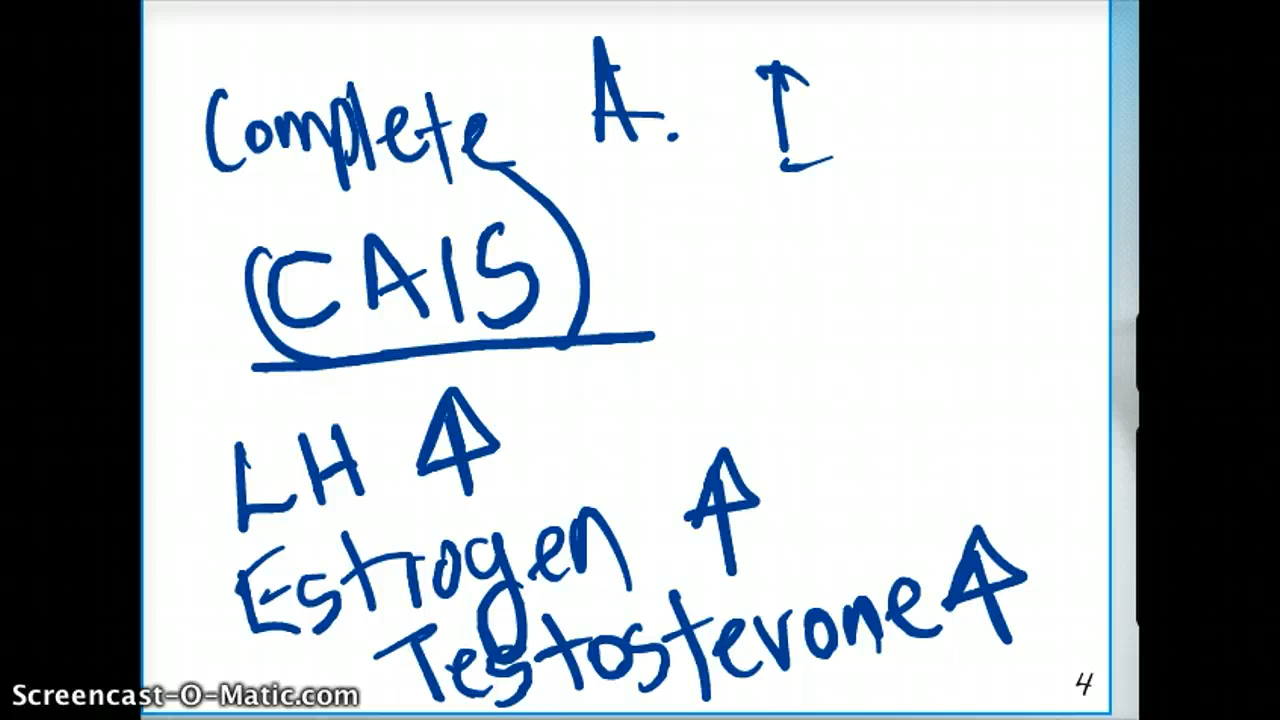 Complete A. I
CAIS
LH ↑
Estrogen ↑
Testosterone ↑
4
Screencast-O-Matic.com